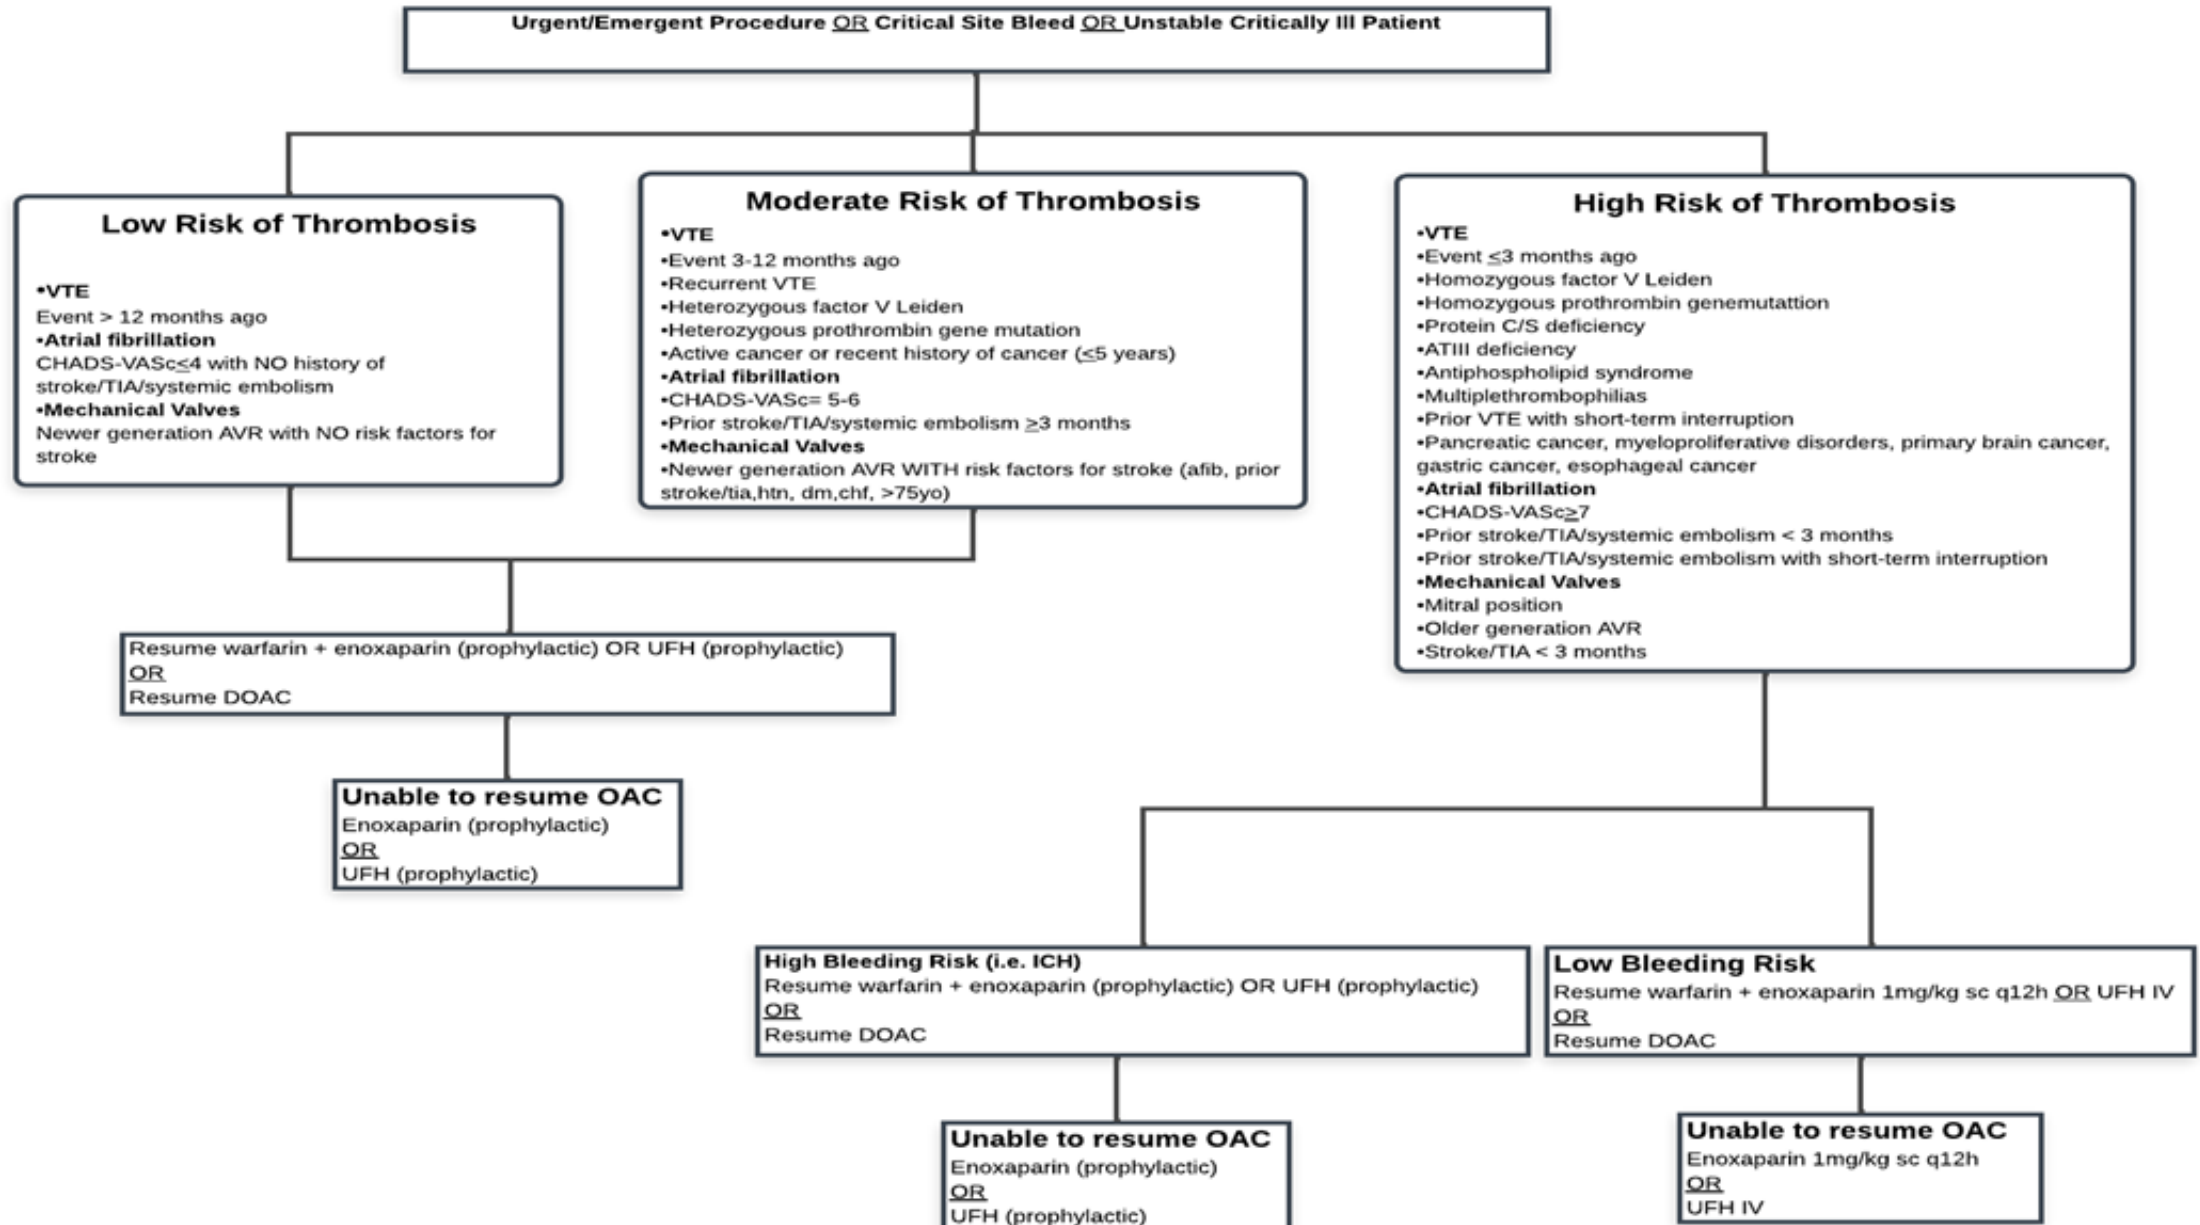 Urgent/Emergent Procedure OR Critical Site Bleed OR Unstable Critically Ill Patient
Low Risk of Thrombosis
•VTE
Event > 12 months ago
•Atrial fibrillation
CHADS-VASc≤4 with NO history of
stroke/TIA/systemic embolism
•Mechanical Valves
Newer generation AVR with NO risk factors for
stroke
Moderate Risk of Thrombosis
•VTE
•Event 3-12 months ago
•Recurrent VTE
•Heterozygous factor V Leiden
•Heterozygous prothrombin gene mutation
•Active cancer or recent history of cancer (≤5 years)
•Atrial fibrillation
•CHADS-VASc= 5-6
•Prior stroke/TIA/systemic embolism ≥3 months
•Mechanical Valves
•Newer generation AVR WITH risk factors for stroke (afib, prior
stroke/tia,htn, dm,chf, >75yo)
High Risk of Thrombosis
•VTE
•Event ≤3 months ago
•Homozygous factor V Leiden
•Homozygous prothrombin genemutattion
•Protein C/S deficiency
•ATIII deficiency
•Antiphospholipid syndrome
•Multiplethrombophilias
•Prior VTE with short-term interruption
•Pancreatic cancer, myeloproliferative disorders, primary brain cancer,
gastric cancer, esophageal cancer
•Atrial fibrillation
•CHADS-VASc≥7
•Prior stroke/TIA/systemic embolism < 3 months
•Prior stroke/TIA/systemic embolism with short-term interruption
•Mechanical Valves
•Mitral position
•Older generation AVR
•Stroke/TIA < 3 months
Resume warfarin + enoxaparin (prophylactic) OR UFH (prophylactic)
OR
Resume DOAC
Unable to resume OAC
Enoxaparin (prophylactic)
OR
UFH (prophylactic)
High Bleeding Risk (i.e. ICH)
Resume warfarin + enoxaparin (prophylactic) OR UFH (prophylactic)
OR
Resume DOAC
Unable to resume OAC
Enoxaparin (prophylactic)
OR
UFH (prophylactic)
Low Bleeding Risk
Resume warfarin + enoxaparin 1mg/kg sc q12h OR UFH IV
OR
Resume DOAC
Unable to resume OAC
Enoxaparin 1mg/kg sc q12h
OR
UFH IV